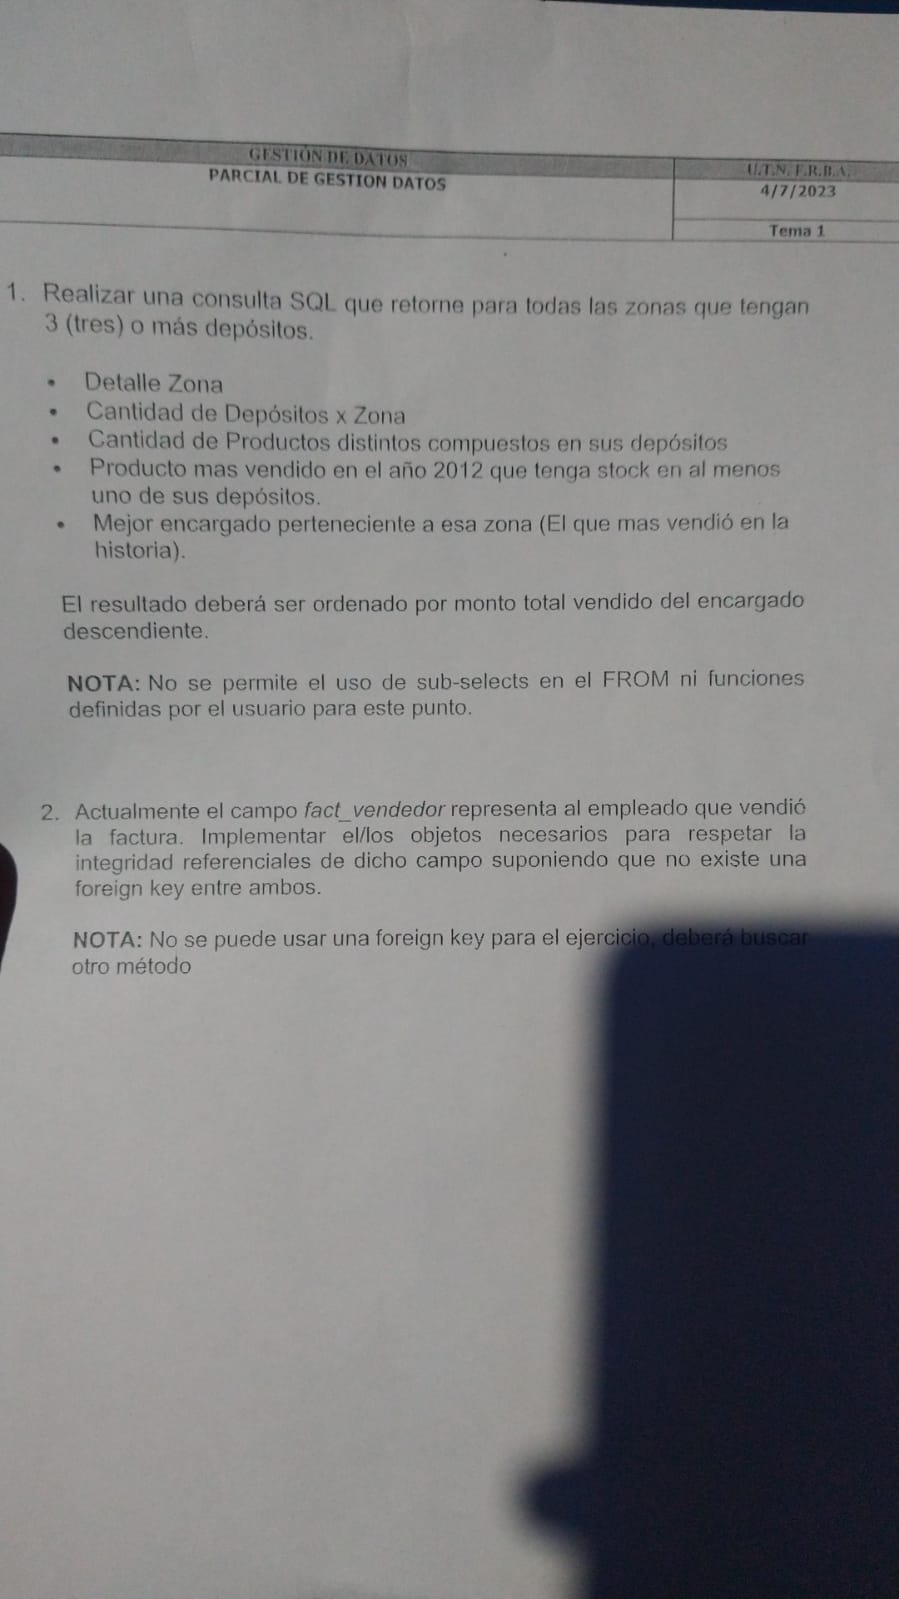 GESTIÓN DE DATOS
U.T.N. F.R.B.A.
PARCIAL DE GESTION DATOS
4/7/2023
Tema 1
1. Realizar una consulta SQL que retorne para todas las zonas que tengan
3 (tres) o más depósitos.
• Detalle Zona
• Cantidad de Depósitos x Zona
• Cantidad de Productos distintos compuestos en sus depósitos
• Producto mas vendido en el año 2012 que tenga stock en al menos
uno de sus depósitos.
• Mejor encargado perteneciente a esa zona (El que mas vendió en la
historia).
El resultado deberá ser ordenado por monto total vendido del encargado
descendiente.
NOTA: No se permite el uso de sub-selects en el FROM ni funciones
definidas por el usuario para este punto.
2. Actualmente el campo fact_vendedor representa al empleado que vendió
la factura. Implementar el/los objetos necesarios para respetar la
integridad referenciales de dicho campo suponiendo que no existe una
foreign key entre ambos.
NOTA: No se puede usar una foreign key para el ejercicio, deberá buscar
otro método